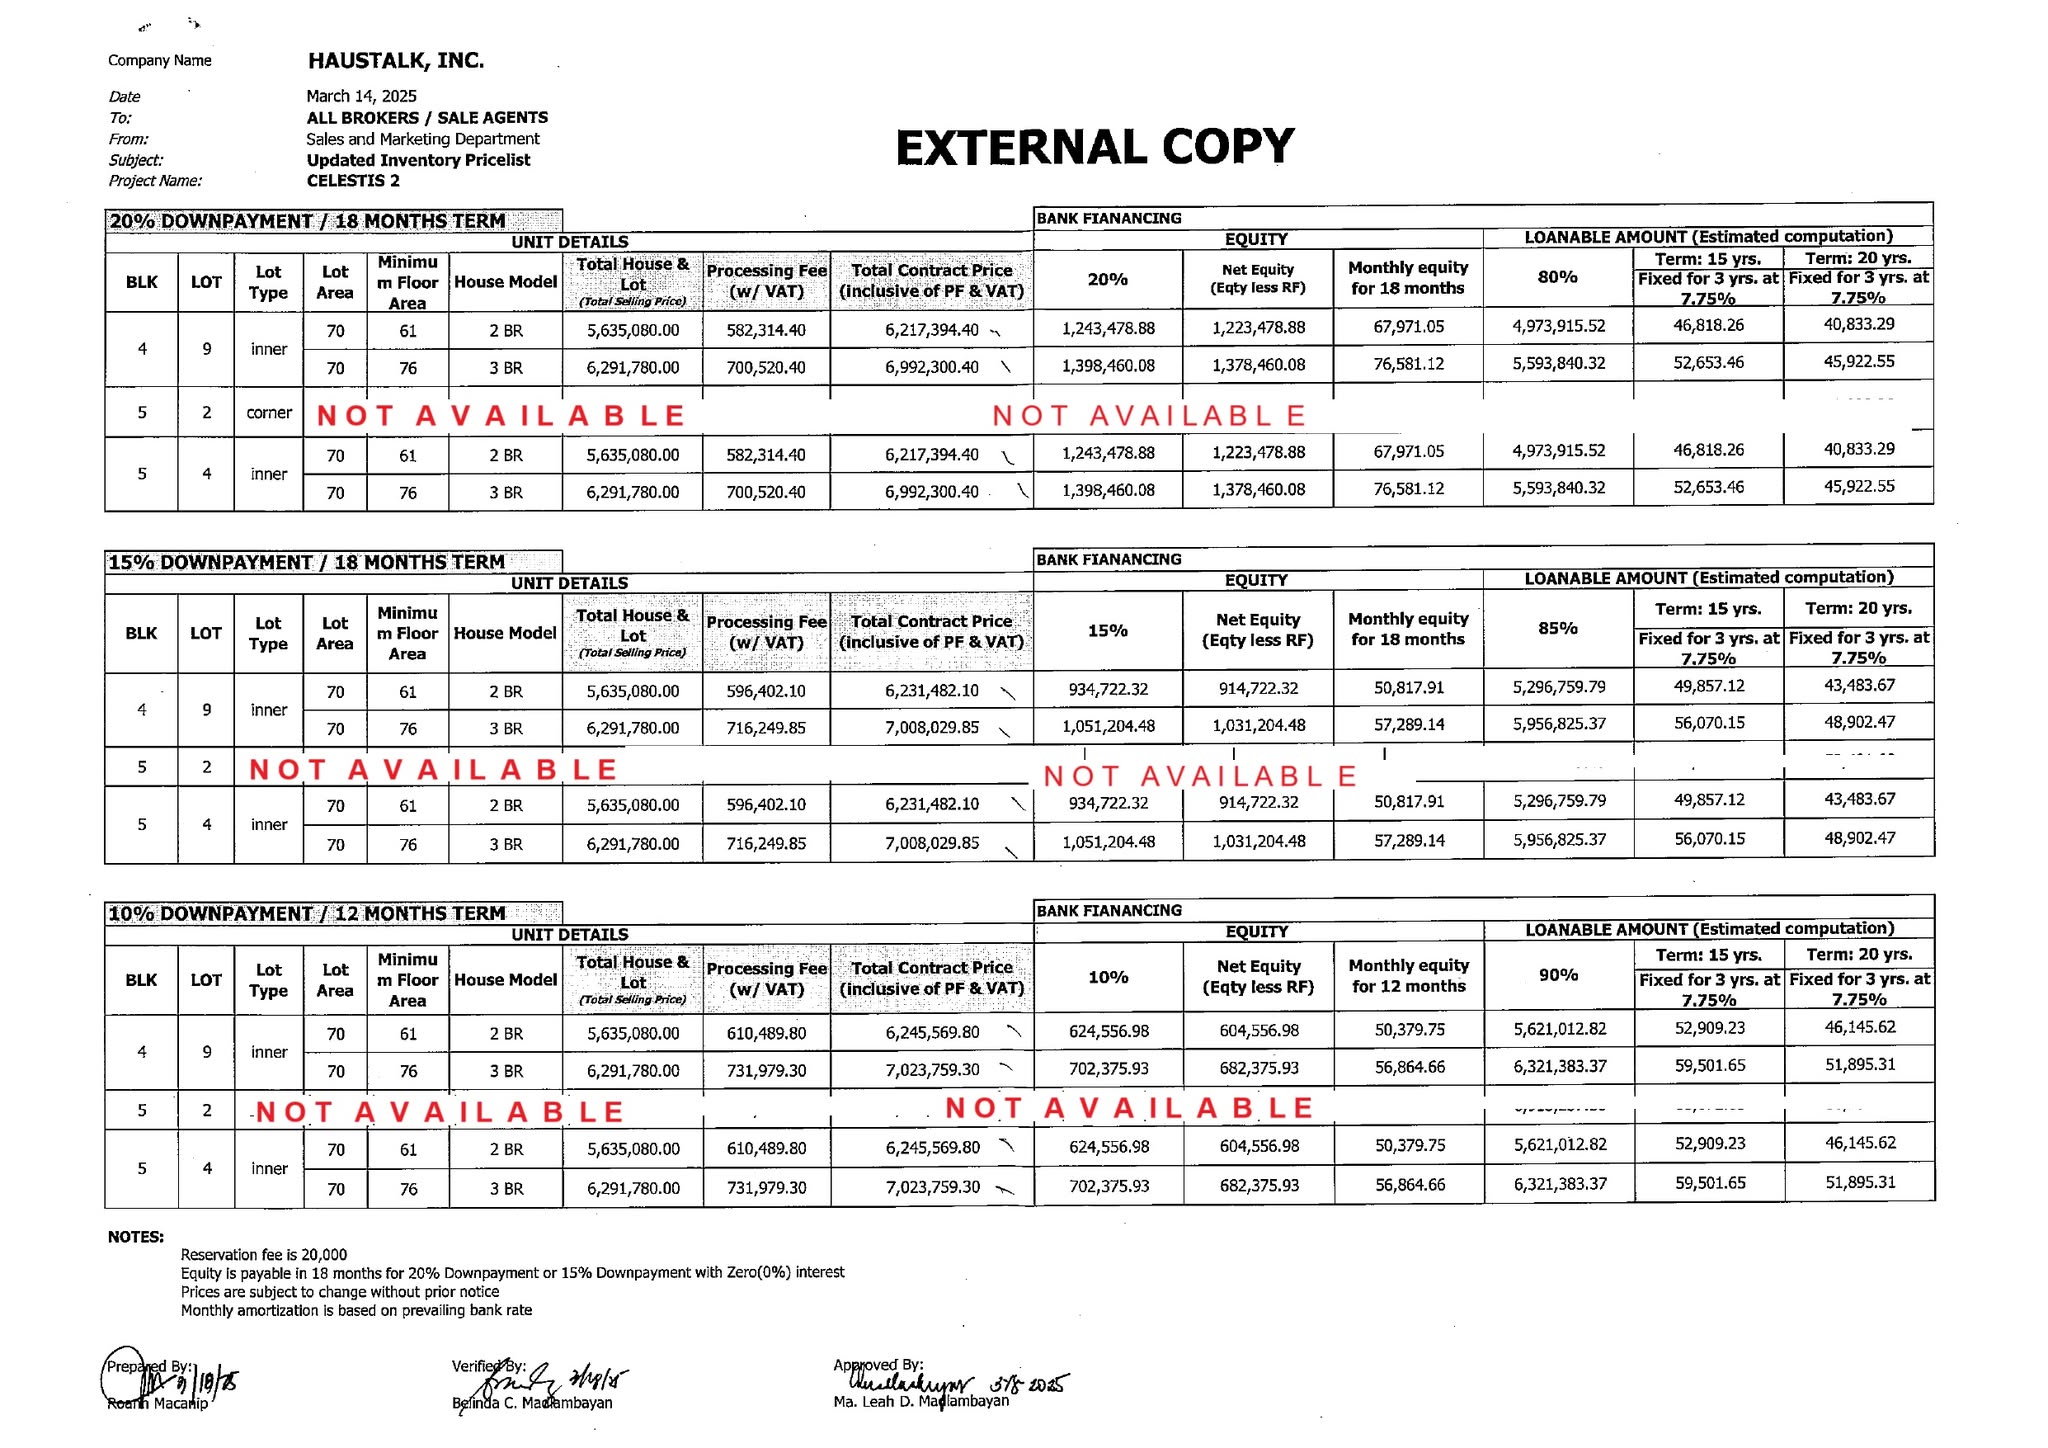 Company Name HAUSTALK, INC.
Date March 14, 2025
To: ALL BROKERS / SALE AGENTS
From: Sales and Marketing Department
Subject: Updated Inventory Pricelist
Project Name: CELESTIS 2
EXTERNAL COPY
20% DOWNPAYMENT / 18 MONTHS TERM BANK FIANANCING
UNIT DETAILS EQUITY LOANABLE AMOUNT (Estimated computation)
BLK LOT Lot Type Lot Area Minimu m Floor Area House Model Total House & Lot (Total Selling Price) Processing Fee (w/ VAT) Total Contract Price (inclusive of PF & VAT) 20% Net Equity (Eqty less RF) Monthly equity for 18 months 80% Term: 15 yrs. Fixed for 3 yrs. at 7.75% Term: 20 yrs. Fixed for 3 yrs. at 7.75%
4 9 inner 70 61 2 BR 5,635,080.00 582,314.40 6,217,394.40 1,243,478.88 1,223,478.88 67,971.05 4,973,915.52 46,818.26 40,833.29
70 76 3 BR 6,291,780.00 700,520.40 6,992,300.40 1,398,460.08 1,378,460.08 76,581.12 5,593,840.32 52,653.46 45,922.55
5 2 corner NOT AVAILABLE NOT AVAILABLE
5 4 inner 70 61 2 BR 5,635,080.00 582,314.40 6,217,394.40 1,243,478.88 1,223,478.88 67,971.05 4,973,915.52 46,818.26 40,833.29
70 76 3 BR 6,291,780.00 700,520.40 6,992,300.40 1,398,460.08 1,378,460.08 76,581.12 5,593,840.32 52,653.46 45,922.55
15% DOWNPAYMENT / 18 MONTHS TERM BANK FIANANCING
UNIT DETAILS EQUITY LOANABLE AMOUNT (Estimated computation)
BLK LOT Lot Type Lot Area Minimu m Floor Area House Model Total House & Lot (Total Selling Price) Processing Fee (w/ VAT) Total Contract Price (inclusive of PF & VAT) 15% Net Equity (Eqty less RF) Monthly equity for 18 months 85% Term: 15 yrs. Fixed for 3 yrs. at 7.75% Term: 20 yrs. Fixed for 3 yrs. at 7.75%
4 9 inner 70 61 2 BR 5,635,080.00 596,402.10 6,231,482.10 934,722.32 914,722.32 50,817.91 5,296,759.79 49,857.12 43,483.67
70 76 3 BR 6,291,780.00 716,249.85 7,008,029.85 1,051,204.48 1,031,204.48 57,289.14 5,956,825.37 56,070.15 48,902.47
5 2 NOT AVAILABLE NOT AVAILABLE
5 4 inner 70 61 2 BR 5,635,080.00 596,402.10 6,231,482.10 934,722.32 914,722.32 50,817.91 5,296,759.79 49,857.12 43,483.67
70 76 3 BR 6,291,780.00 716,249.85 7,008,029.85 1,051,204.48 1,031,204.48 57,289.14 5,956,825.37 56,070.15 48,902.47
10% DOWNPAYMENT / 12 MONTHS TERM BANK FIANANCING
UNIT DETAILS EQUITY LOANABLE AMOUNT (Estimated computation)
BLK LOT Lot Type Lot Area Minimu m Floor Area House Model Total House & Lot (Total Selling Price) Processing Fee (w/ VAT) Total Contract Price (inclusive of PF & VAT) 10% Net Equity (Eqty less RF) Monthly equity for 12 months 90% Term: 15 yrs. Fixed for 3 yrs. at 7.75% Term: 20 yrs. Fixed for 3 yrs. at 7.75%
4 9 inner 70 61 2 BR 5,635,080.00 610,489.80 6,245,569.80 624,556.98 604,556.98 50,379.75 5,621,012.82 52,909.23 46,145.62
70 76 3 BR 6,291,780.00 731,979.30 7,023,759.30 702,375.93 682,375.93 56,864.66 6,321,383.37 59,501.65 51,895.31
5 2 NOT AVAILABLE NOT AVAILABLE
5 4 inner 70 61 2 BR 5,635,080.00 610,489.80 6,245,569.80 624,556.98 604,556.98 50,379.75 5,621,012.82 52,909.23 46,145.62
70 76 3 BR 6,291,780.00 731,979.30 7,023,759.30 702,375.93 682,375.93 56,864.66 6,321,383.37 59,501.65 51,895.31
NOTES:
Reservation fee is 20,000
Equity is payable in 18 months for 20% Downpayment or 15% Downpayment with Zero(0%) interest
Prices are subject to change without prior notice
Monthly amortization is based on prevailing bank rate
Prepared By: Verified By: Approved By:
Roann Macanip Belinda C. Madlambayan Ma. Leah D. Madlambayan